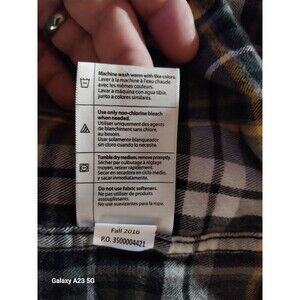 Machine wash warm with like colors.
Laver à la machine à l'eau chaude
avec les mêmes couleurs.
Lavar a máquina con agua tibia,
junto a colores similares.
Use only non-chlorine bleach
when needed.
Utiliser uniquement des agents
de blanchiment sans chlore,
au besoin.
Usar solamente blanqueador
sin cloro cuando lo necesite.
Tumble dry medium, remove promptly.
Sécher par culbutage à réglage
moyen, retirer rapidement.
Secar en secadora en ciclo medio,
y sacar inmediatamente.
Do not use fabric softeners.
Ne pas utiliser de produits
assouplissants.
No use suavizantes para la ropa.
Fall 2016
P.O. 3500004421
Galaxy A23 5G